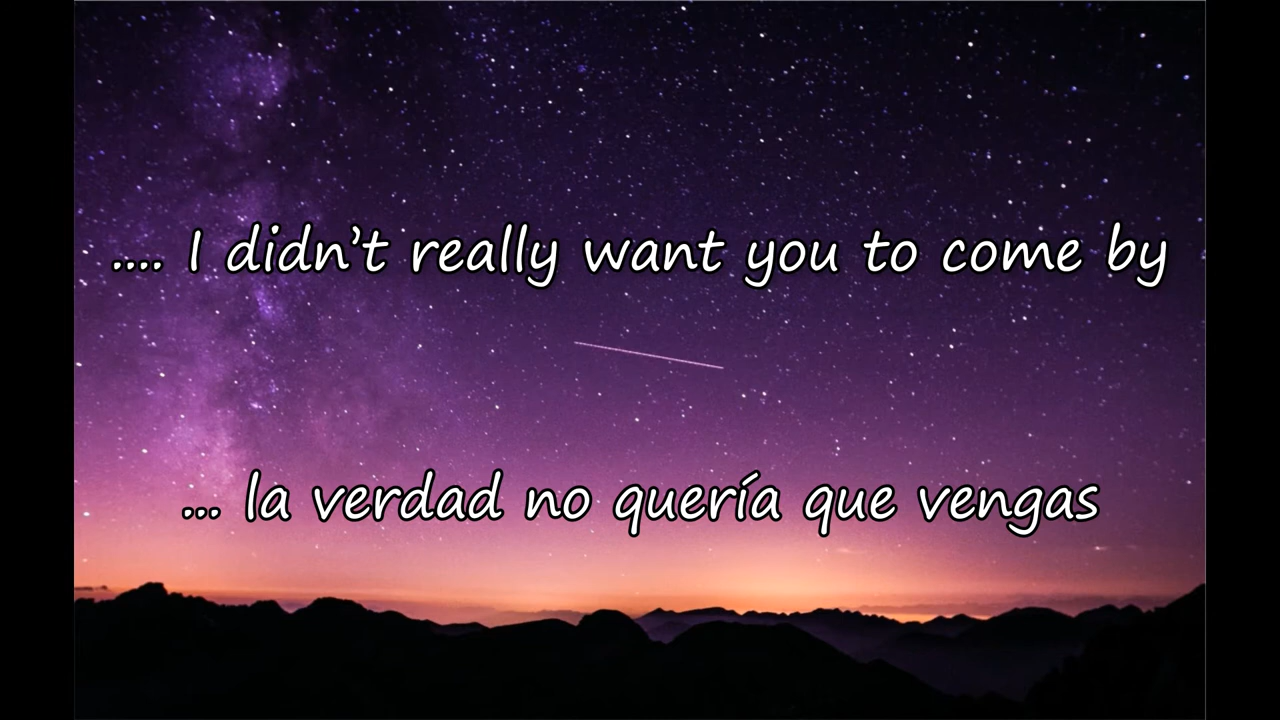 .... I didn’t really want you to come by
... la verdad no quería que vengas